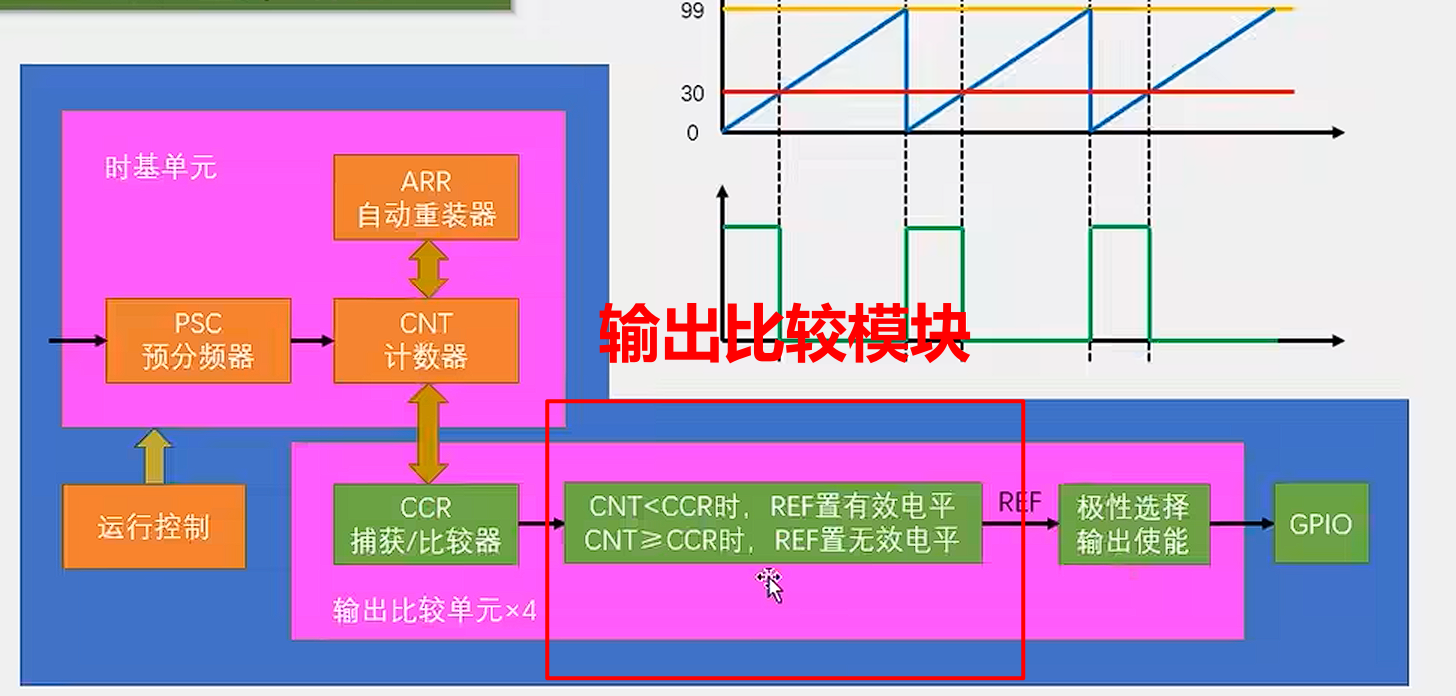 99
30
0
时基单元
ARR
自动重装器
PSC
预分频器
CNT
计数器
输出比较模块
运行控制
CCR
捕获/比较器
CNT<CCR时，REF置有效电平
CNT≥CCR时，REF置无效电平
REF
极性选择
输出使能
GPIO
输出比较单元×4